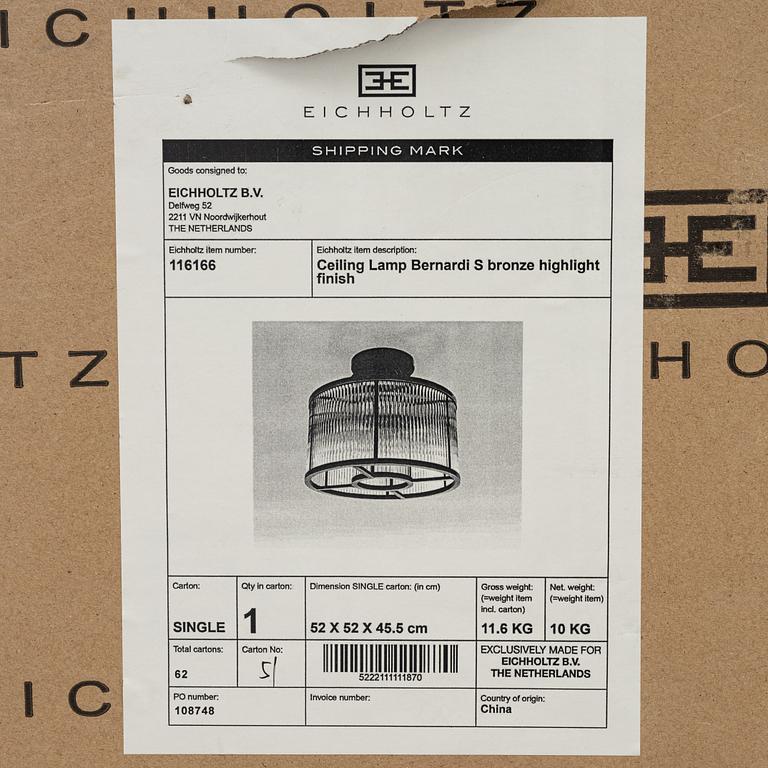 EICHHOLTZ
EICHHOLTZ
SHIPPING MARK
Goods consigned to:
EICHHOLTZ B.V.
Delfweg 52
2211 VN Noordwijkerhout
THE NETHERLANDS
Eichholtz item number:
116166
Eichholtz item description:
Ceiling Lamp Bernardi S bronze highlight
finish
TZ
HO
Carton:
SINGLE
Qty in carton:
1
Dimension SINGLE carton: (in cm)
52 X 52 X 45.5 cm
Gross weight:
(=weight item
incl. carton)
11.6 KG
Net. weight:
(=weight item)
10 KG
Total cartons:
62
Carton No:
5222111111870
EXCLUSIVELY MADE FOR
EICHHOLTZ B.V.
THE NETHERLANDS
PO number:
108748
Invoice number:
Country of origin:
China
IC